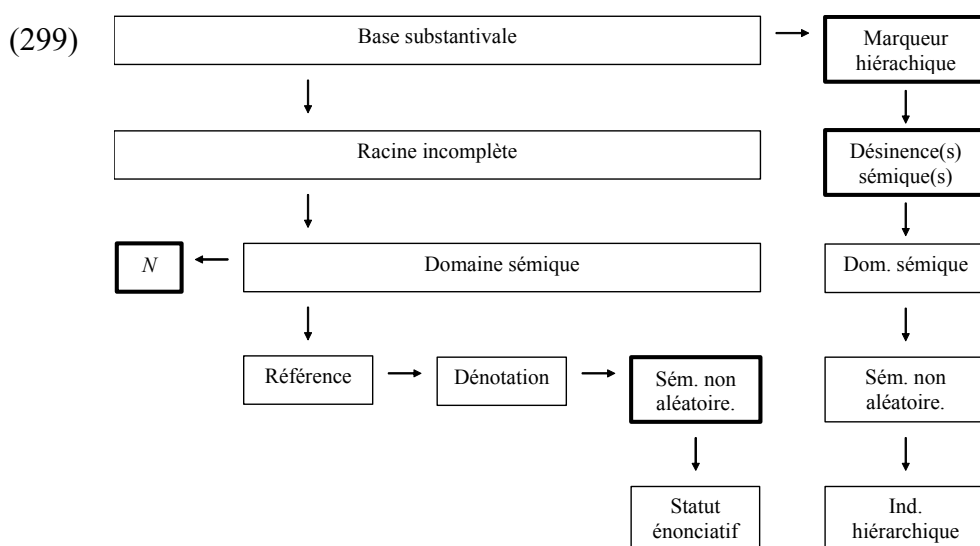 (299)
Base substantivale
Marqueur
hiérachique
Racine incomplète
Désinence(s)
sémique(s)
N
Domaine sémique
Dom. sémique
Référence
Dénotation
Sém. non
aléatoire.
Sém. non
aléatoire.
Statut
énonciatif
Ind.
hiérarchique